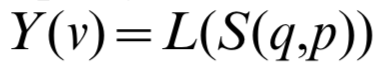 Y(v) = L(S(q,p))